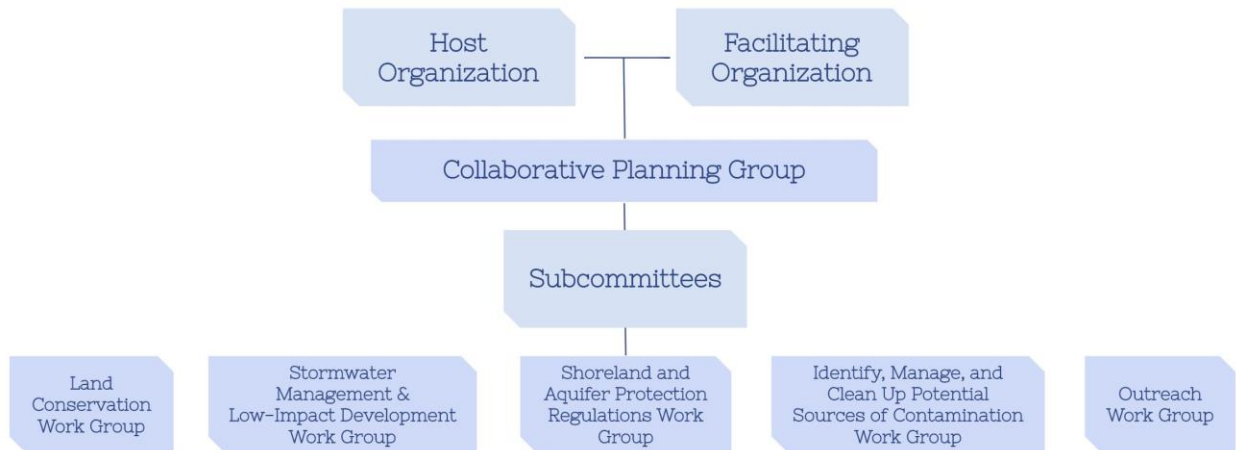 Host
Organization
Facilitating
Organization
Collaborative Planning Group
Subcommittees
Land
Conservation
Work Group
Stormwater
Management &
Low-Impact Development
Work Group
Shoreland and
Aquifer Protection
Regulations Work
Group
Identify, Manage, and
Clean Up Potential
Sources of Contamination
Work Group
Outreach
Work Group